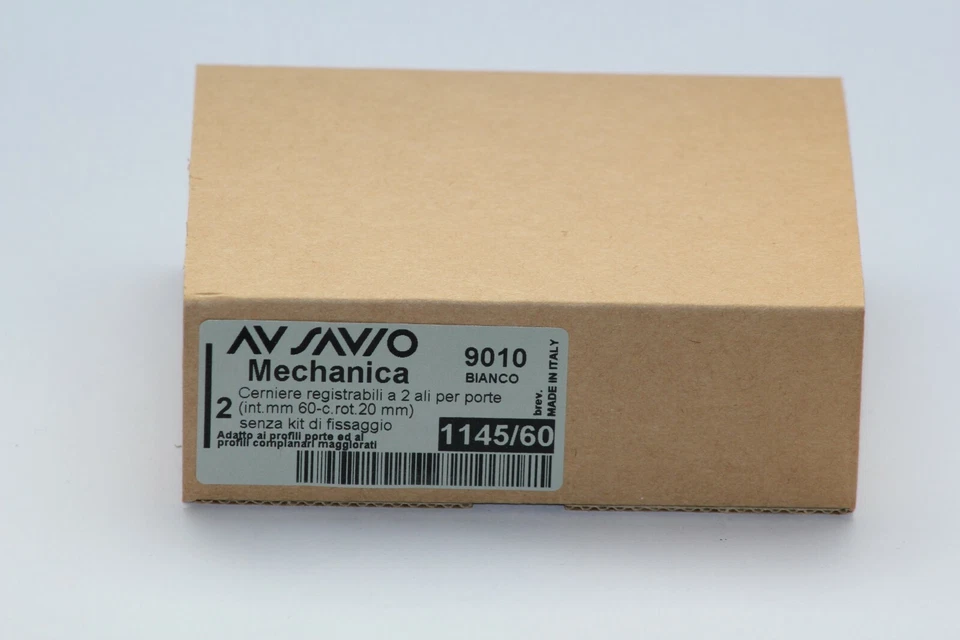 AV SAVIO
Mechanica
9010
BIANCO
brev.
MADE IN ITALY
2
Cerniere registrabili a 2 ali per porte
(int.mm 60-c.rot.20 mm)
senza kit di fissaggio
Adatto ai profili porte ed ai
profili complanari maggiorati
1145/60